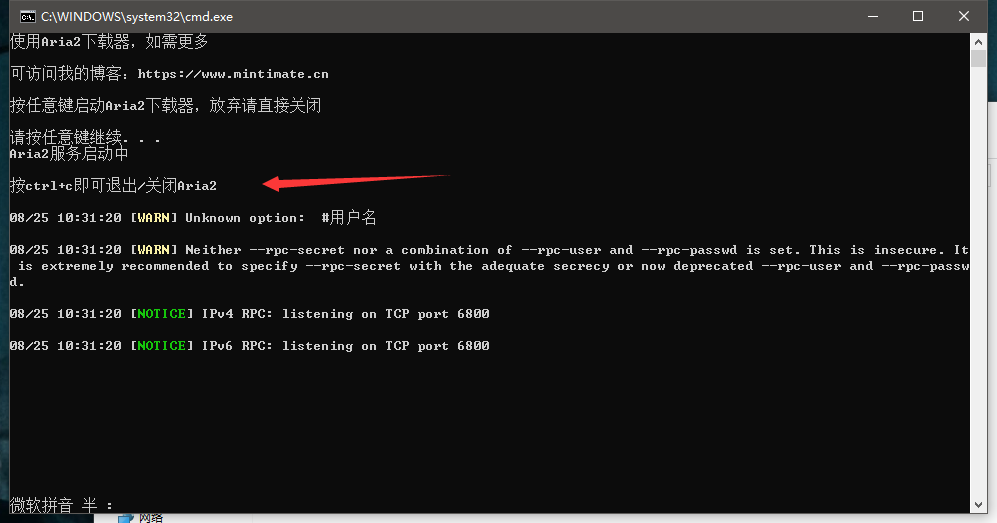 C:\WINDOWS\system32\cmd.exe
使用Aria2下载器，如需更多
可访问我的博客：https://www.mintimate.cn
按任意键启动Aria2下载器，放弃请直接关闭
请按任意键继续. . .
Aria2服务启动中
按ctrl+c即可退出/关闭Aria2
08/25 10:31:20 [WARN] Unknown option:  #用户名
08/25 10:31:20 [WARN] Neither --rpc-secret nor a combination of --rpc-user and --rpc-passwd is set. This is insecure. It
 is extremely recommended to specify --rpc-secret with the adequate secrecy or now deprecated --rpc-user and --rpc-passw
d.
08/25 10:31:20 [NOTICE] IPv4 RPC: listening on TCP port 6800
08/25 10:31:20 [NOTICE] IPv6 RPC: listening on TCP port 6800
微软拼音 半 :
网络